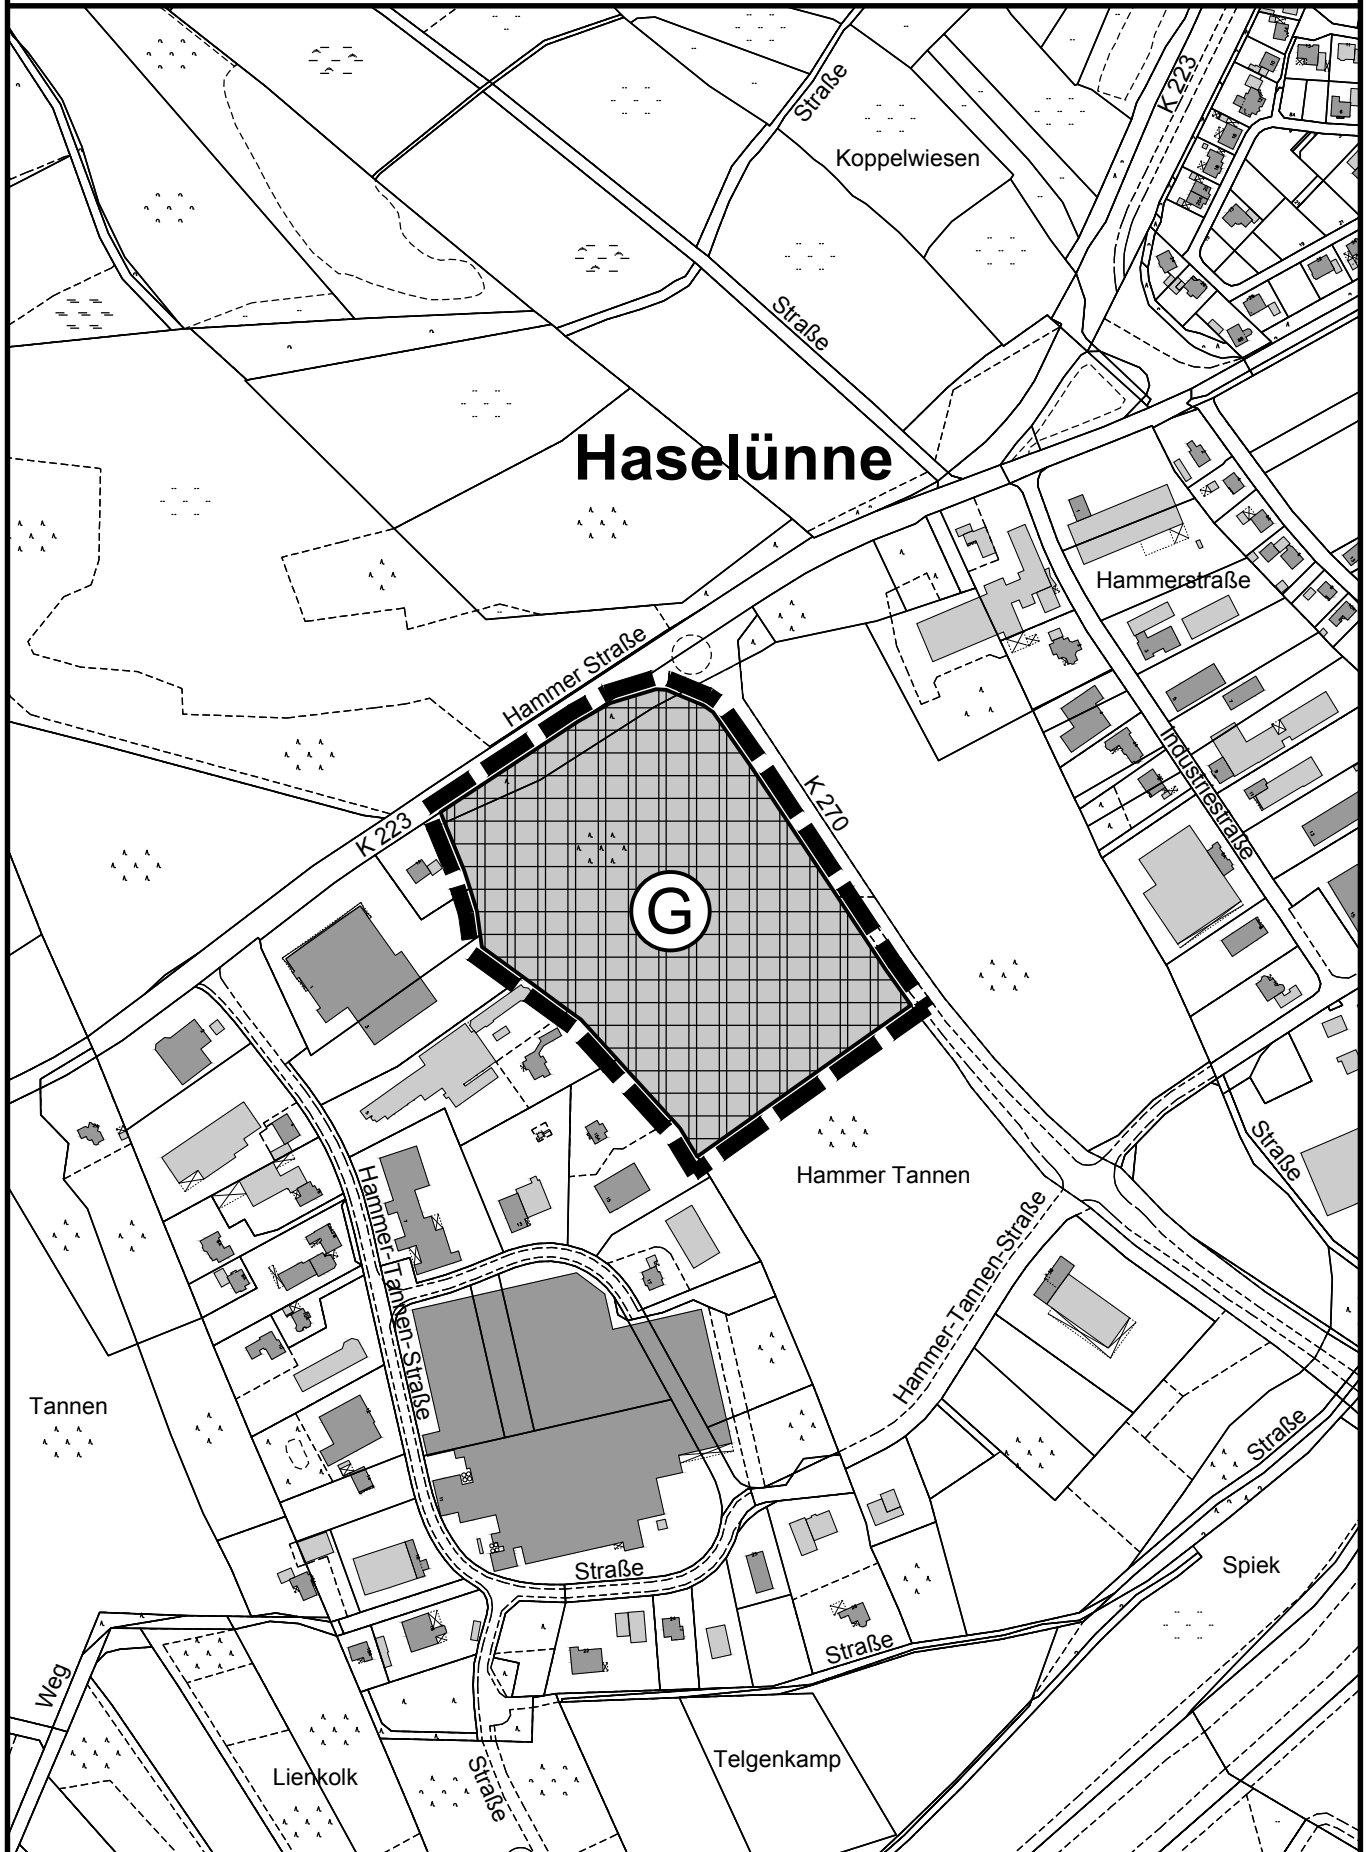 K 223
Straße
Koppelwiesen
Straße
Haselünne
Hammerstraße
Hammer Straße
Industriestraße
K 270
K 223
G
Straße
Hammer Tannen
Hammer-Tannen-Straße
Hammer-Tannen-Straße
Tannen
Straße
Spiek
Straße
Straße
Weg
Telgenkamp
Lienkolk
Straße